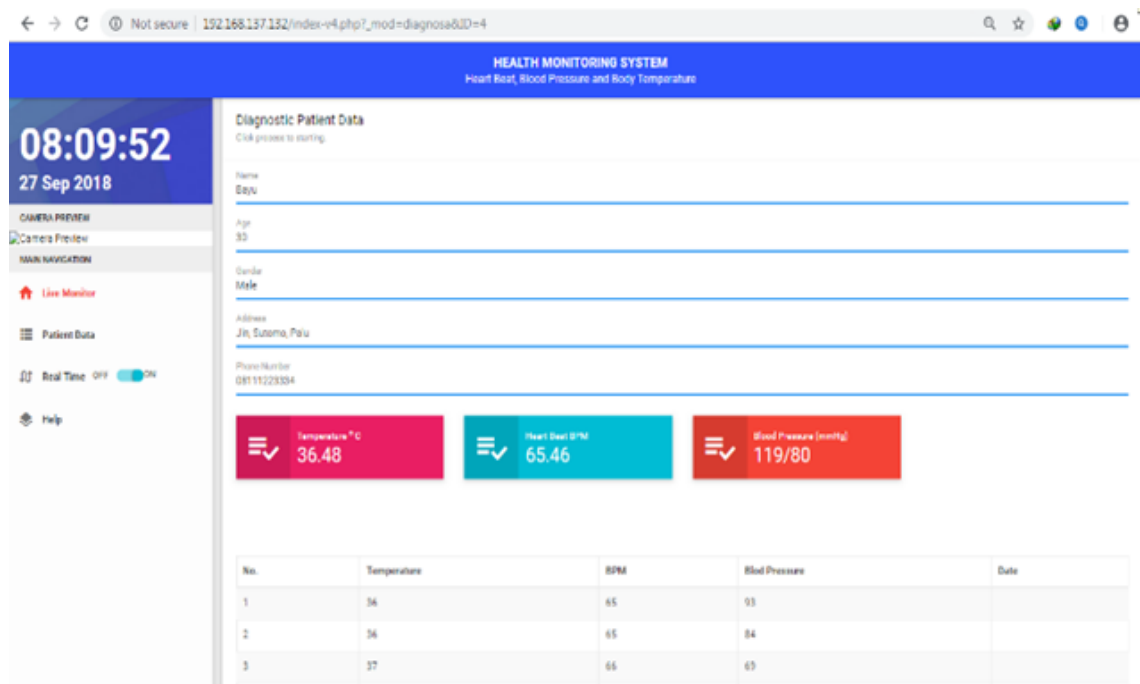 Not secure 192.168.137.132/index-v4.php?_mod=diagnosa&ID=4
HEALTH MONITORING SYSTEM
Heart Beat, Blood Pressure and Body Temperature
08:09:52
27 Sep 2018
CAMERA PREVIEW
Camera Preview
MAIN NAVIGATION
Live Monitor
Patient Data
Real Time OFF ON
Help
Diagnostic Patient Data
Click process to starting.
Name
Bayu
Age
Gender
Male
Address
Jln, Sutomo, Palu
Phone Number
Temperature °C
36.48
Heart Beat BPM
65.46
Blood Pressure (mmHg)
119/80
No. Temperature BPM Blod Pressure Date
1 36 65 93
2 36 65 84
3 37 66